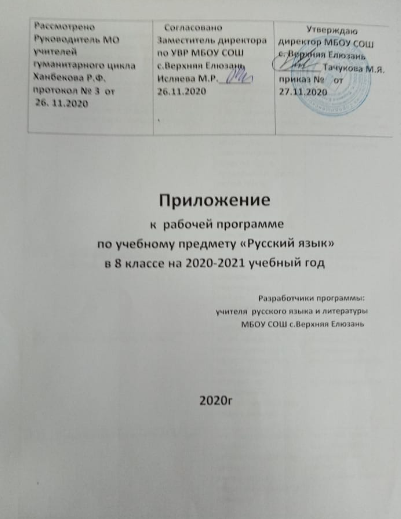 Рассмотрено
Руководитель МО
учителей
гуманитарного цикла
Ханбекова Р.Ф.
протокол № 3 от
26. 11.2020
Согласовано
Заместитель директора
по УВР МБОУ СОШ
с.Верхняя Елюзань
Исляева М.Р.
26.11.2020
Утверждаю
директор МБОУ СОШ
с. Верхняя Елюзань
Тачукова М.Я.
приказ № от
27.11.2020
Приложение
к рабочей программе
по учебному предмету «Русский язык»
в 8 классе на 2020-2021 учебный год
Разработчики программы:
учителя русского языка и литературы
МБОУ СОШ с.Верхняя Елюзань
2020г